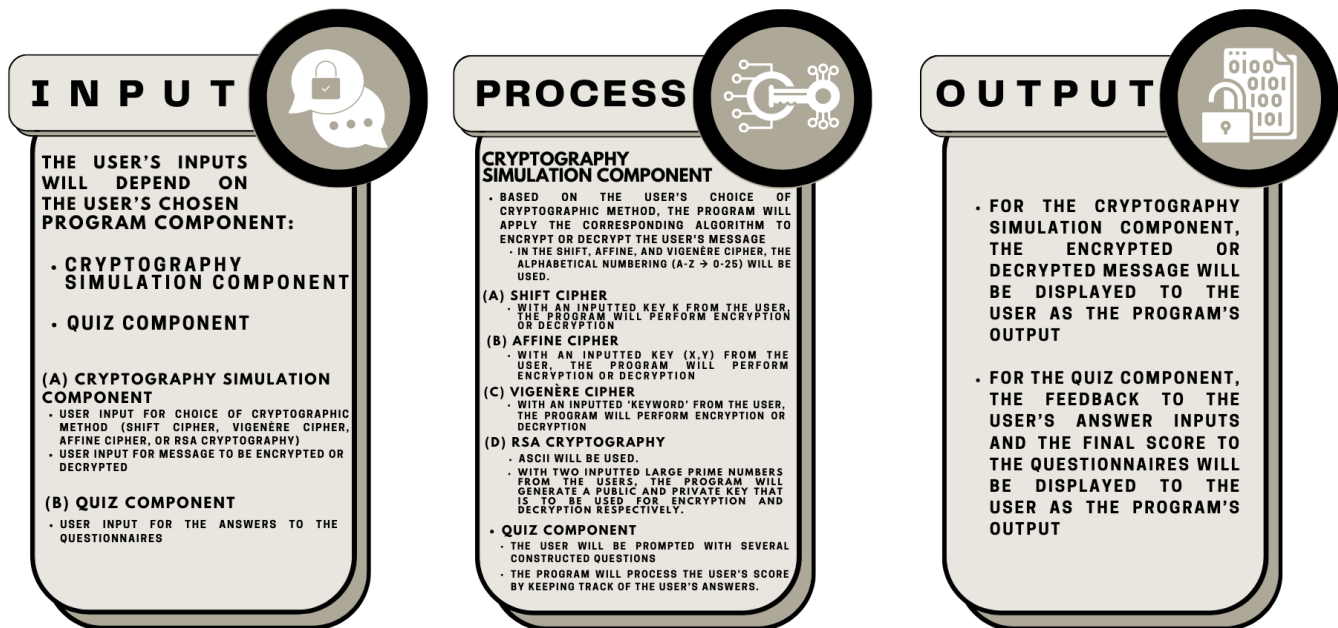 INPUT
THE USER'S INPUTS
WILL DEPEND ON
THE USER'S CHOSEN
PROGRAM COMPONENT:
• CRYPTOGRAPHY
SIMULATION COMPONENT
• QUIZ COMPONENT
(A) CRYPTOGRAPHY SIMULATION
COMPONENT
• USER INPUT FOR CHOICE OF CRYPTOGRAPHIC
METHOD (SHIFT CIPHER, VIGENÈRE CIPHER,
AFFINE CIPHER, OR RSA CRYPTOGRAPHY)
• USER INPUT FOR MESSAGE TO BE ENCRYPTED OR
DECRYPTED
(B) QUIZ COMPONENT
• USER INPUT FOR THE ANSWERS TO THE
QUESTIONNAIRES
PROCESS
CRYPTOGRAPHY
SIMULATION COMPONENT
• BASED ON THE USER'S CHOICE OF
CRYPTOGRAPHIC METHOD, THE PROGRAM WILL
APPLY THE CORRESPONDING ALGORITHM TO
ENCRYPT OR DECRYPT THE USER'S MESSAGE
• IN THE SHIFT, AFFINE, AND VIGENÈRE CIPHER, THE
ALPHABETICAL NUMBERING (A-Z → 0-25) WILL BE
USED.
(A) SHIFT CIPHER
• WITH AN INPUTTED KEY K FROM THE USER,
THE PROGRAM WILL PERFORM ENCRYPTION
OR DECRYPTION
(B) AFFINE CIPHER
• WITH AN INPUTTED KEY (X,Y) FROM THE
USER, THE PROGRAM WILL PERFORM
ENCRYPTION OR DECRYPTION
(C) VIGENÈRE CIPHER
• WITH AN INPUTTED 'KEYWORD' FROM THE USER,
THE PROGRAM WILL PERFORM ENCRYPTION OR
DECRYPTION
(D) RSA CRYPTOGRAPHY
• ASCII WILL BE USED.
• WITH TWO INPUTTED LARGE PRIME NUMBERS
FROM THE USERS, THE PROGRAM WILL
GENERATE A PUBLIC AND PRIVATE KEY THAT
IS TO BE USED FOR ENCRYPTION AND
DECRYPTION RESPECTIVELY.
• QUIZ COMPONENT
• THE USER WILL BE PROMPTED WITH SEVERAL
CONSTRUCTED QUESTIONS
• THE PROGRAM WILL PROCESS THE USER'S SCORE
BY KEEPING TRACK OF THE USER'S ANSWERS.
OUTPUT
0100
0101
100
101
• FOR THE CRYPTOGRAPHY
SIMULATION COMPONENT,
THE ENCRYPTED OR
DECRYPTED MESSAGE WILL
BE DISPLAYED TO THE
USER AS THE PROGRAM'S
OUTPUT
• FOR THE QUIZ COMPONENT,
THE FEEDBACK TO THE
USER'S ANSWER INPUTS
AND THE FINAL SCORE TO
THE QUESTIONNAIRES WILL
BE DISPLAYED TO THE
USER AS THE PROGRAM'S
OUTPUT